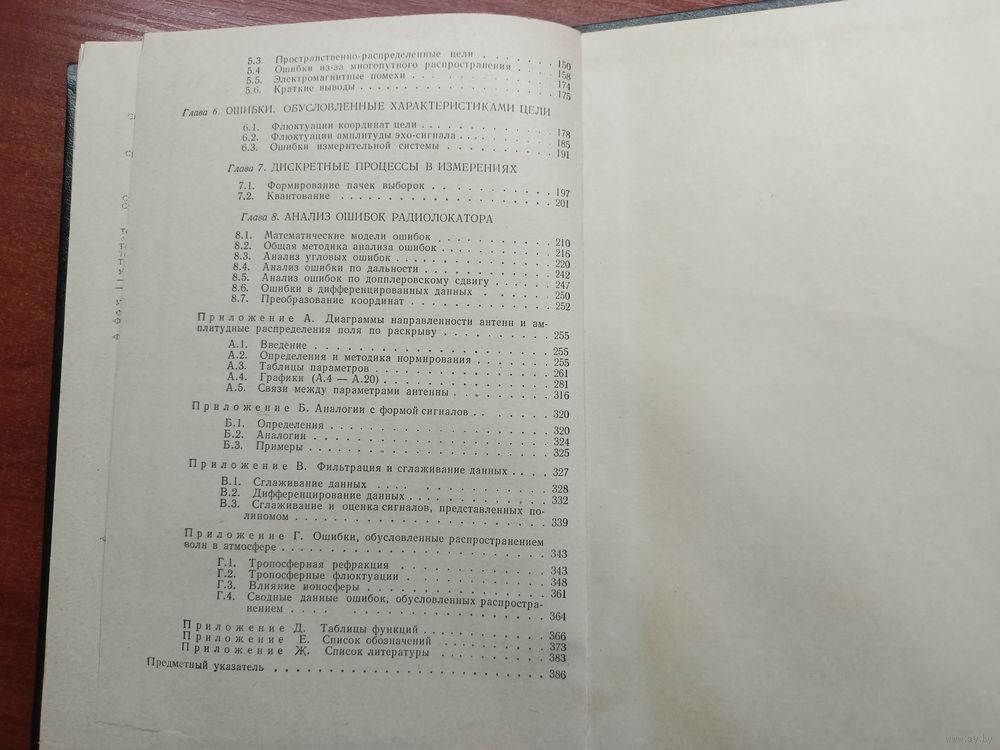 5.3. Пространственно-распределенные цели . . . . . . 150
5.4. Ошибки из-за многопутного распространения . . . . 158
5.5. Электромагнитные помехи . . . . . . . . . . . 174
5.6. Краткие выводы . . . . . . . . . . . . . . . 175
Глава 6. ОШИБКИ, ОБУСЛОВЛЕННЫЕ ХАРАКТЕРИСТИКАМИ ЦЕЛИ
6.1. Флюктуации координат цели . . . . . . . . . . 178
6.2. Флюктуации амплитуды эхо-сигнала . . . . . . . 185
6.3. Ошибки измерительной системы . . . . . . . . . 191
Глава 7. ДИСКРЕТНЫЕ ПРОЦЕССЫ В ИЗМЕРЕНИЯХ
7.1. Формирование пачек выборок . . . . . . . . . . 197
7.2. Квантование . . . . . . . . . . . . . . . . . 201
Глава 8. АНАЛИЗ ОШИБОК РАДИОЛОКАТОРА
8.1. Математические модели ошибок . . . . . . . . . 210
8.2. Общая методика анализа ошибок . . . . . . . . . 216
8.3. Анализ угловых ошибок . . . . . . . . . . . . 220
8.4. Анализ ошибки по дальности . . . . . . . . . . 242
8.5. Анализ ошибок по допплеровскому сдвигу . . . . . 247
8.6. Ошибки в дифференцированных данных . . . . . . 250
8.7. Преобразование координат . . . . . . . . . . . 252
Приложение А. Диаграммы направленности антенн и ам-
плитудные распределения поля по раскрыву . . . . . . . 255
А.1. Введение . . . . . . . . . . . . . . . . . . 255
А.2. Определения и методика нормирования . . . . . . 255
А.3. Таблицы параметров . . . . . . . . . . . . . 261
А.4. Графики (А.4 — А.20) . . . . . . . . . . . . . 281
А.5. Связи между параметрами антенны . . . . . . . . 316
Приложение Б. Аналогии с формой сигналов . . . . . 320
Б.1. Определения . . . . . . . . . . . . . . . . . 320
Б.2. Аналогии . . . . . . . . . . . . . . . . . . 324
Б.3. Примеры . . . . . . . . . . . . . . . . . . 325
Приложение В. Фильтрация и сглаживание данных . . . . 327
В.1. Сглаживание данных . . . . . . . . . . . . . 328
В.2. Дифференцирование данных . . . . . . . . . . . 332
В.3. Сглаживание и оценка сигналов, представленных по-
линомом . . . . . . . . . . . . . . . . . . . 339
Приложение Г. Ошибки, обусловленные распространением
волн в атмосфере . . . . . . . . . . . . . . . . . 343
Г.1. Тропосферная рефракция . . . . . . . . . . . . 343
Г.2. Тропосферные флюктуации . . . . . . . . . . . 348
Г.3. Влияние ионосферы . . . . . . . . . . . . . . 361
Г.4. Сводные данные ошибок, обусловленных распростра-
нением . . . . . . . . . . . . . . . . . . . . 364
Приложение Д. Таблицы функций . . . . . . . . . . 366
Приложение Е. Список обозначений . . . . . . . . . 373
Приложение Ж. Список литературы . . . . . . . . . 383
Предметный указатель . . . . . . . . . . . . . . . 386
www.ay.by